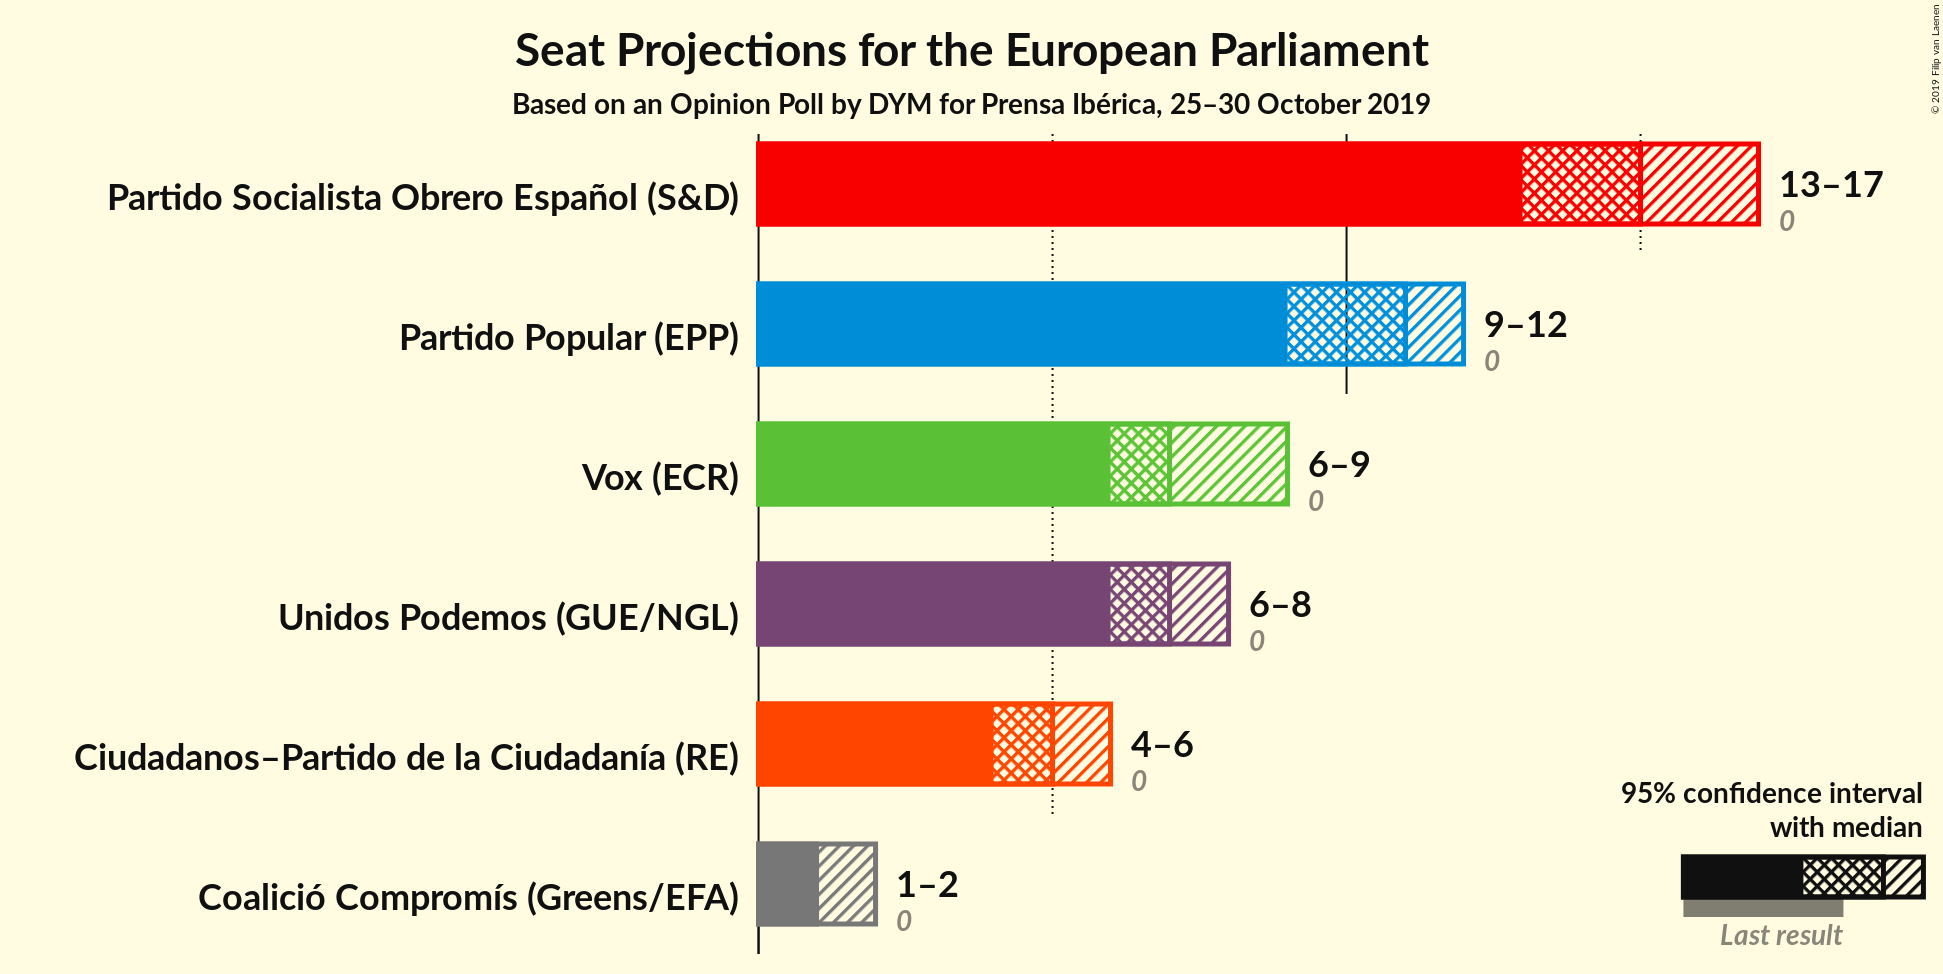 Seat Projections for the European Parliament
Based on an Opinion Poll by DYM for Prensa Ibérica, 25–30 October 2019
© 2019 Filip van Laenen
Partido Socialista Obrero Español (S&D)
13–17
0
Partido Popular (EPP)
9–12
0
Vox (ECR)
6–9
0
Unidos Podemos (GUE/NGL)
6–8
0
Ciudadanos–Partido de la Ciudadanía (RE)
4–6
0
Coalició Compromís (Greens/EFA)
1–2
0
95% confidence interval
with median
Last result